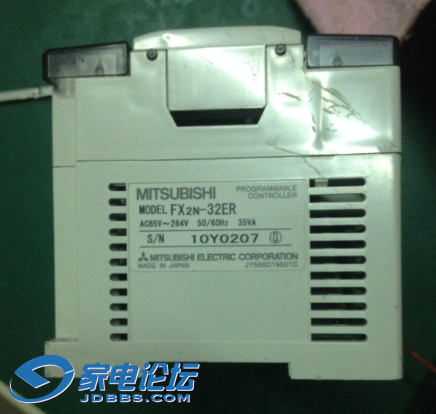 MITSUBISHI PROGRAMMABLE CONTROLLER
MODEL FX2N-32ER
AC85V～264V 50/60Hz 35VA
S/N 10Y0207 G
MITSUBISHI ELECTRIC CORPORATION
MADE IN JAPAN JY550D19501C
家电论坛
JDBBS.COM